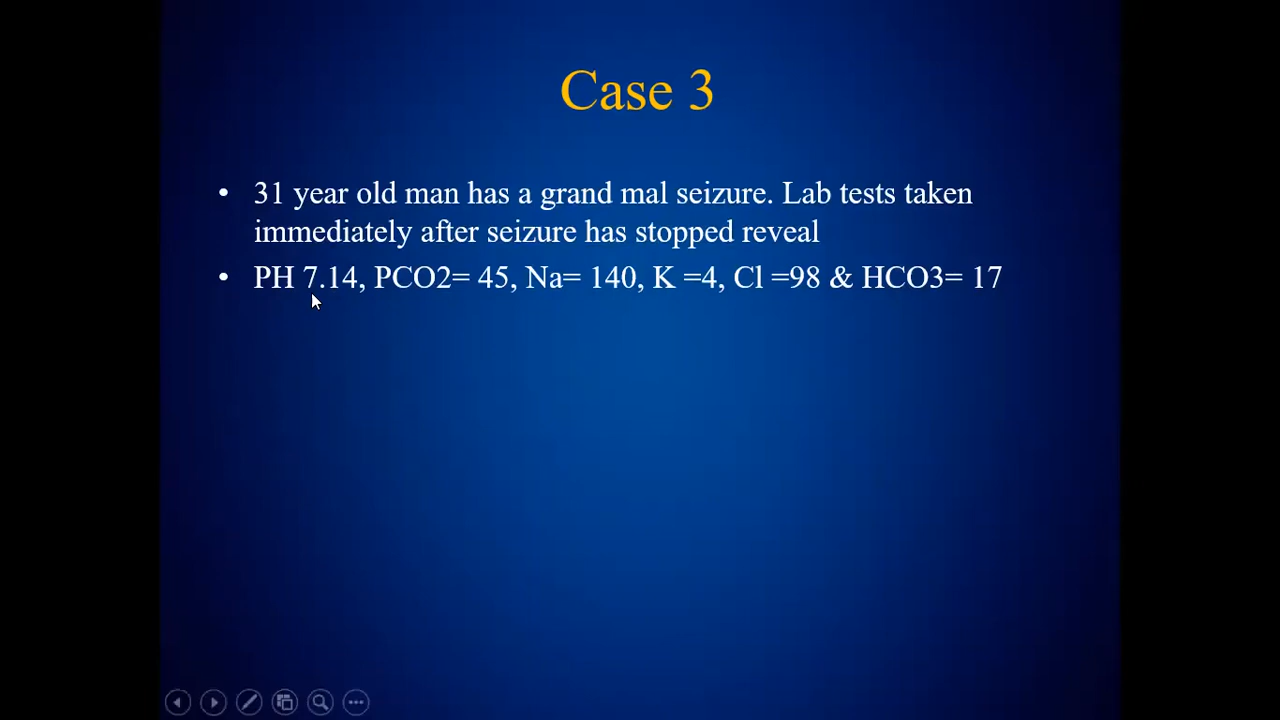 Case 3
• 31 year old man has a grand mal seizure. Lab tests taken
immediately after seizure has stopped reveal
• PH 7.14, PCO2= 45, Na= 140, K =4, Cl =98 & HCO3= 17